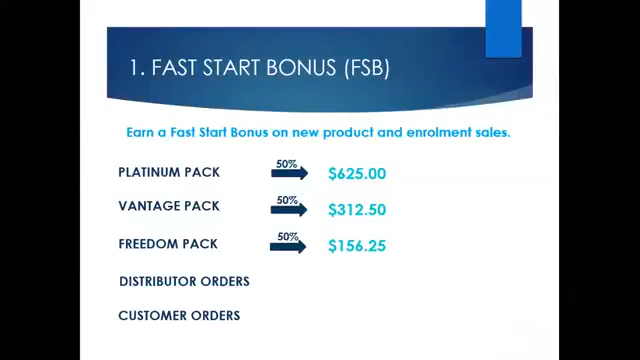 1. FAST START BONUS (FSB)
Earn a Fast Start Bonus on new product and enrolment sales.
PLATINUM PACK 50% $625.00
VANTAGE PACK 50% $312.50
FREEDOM PACK 50% $156.25
DISTRIBUTOR ORDERS
CUSTOMER ORDERS